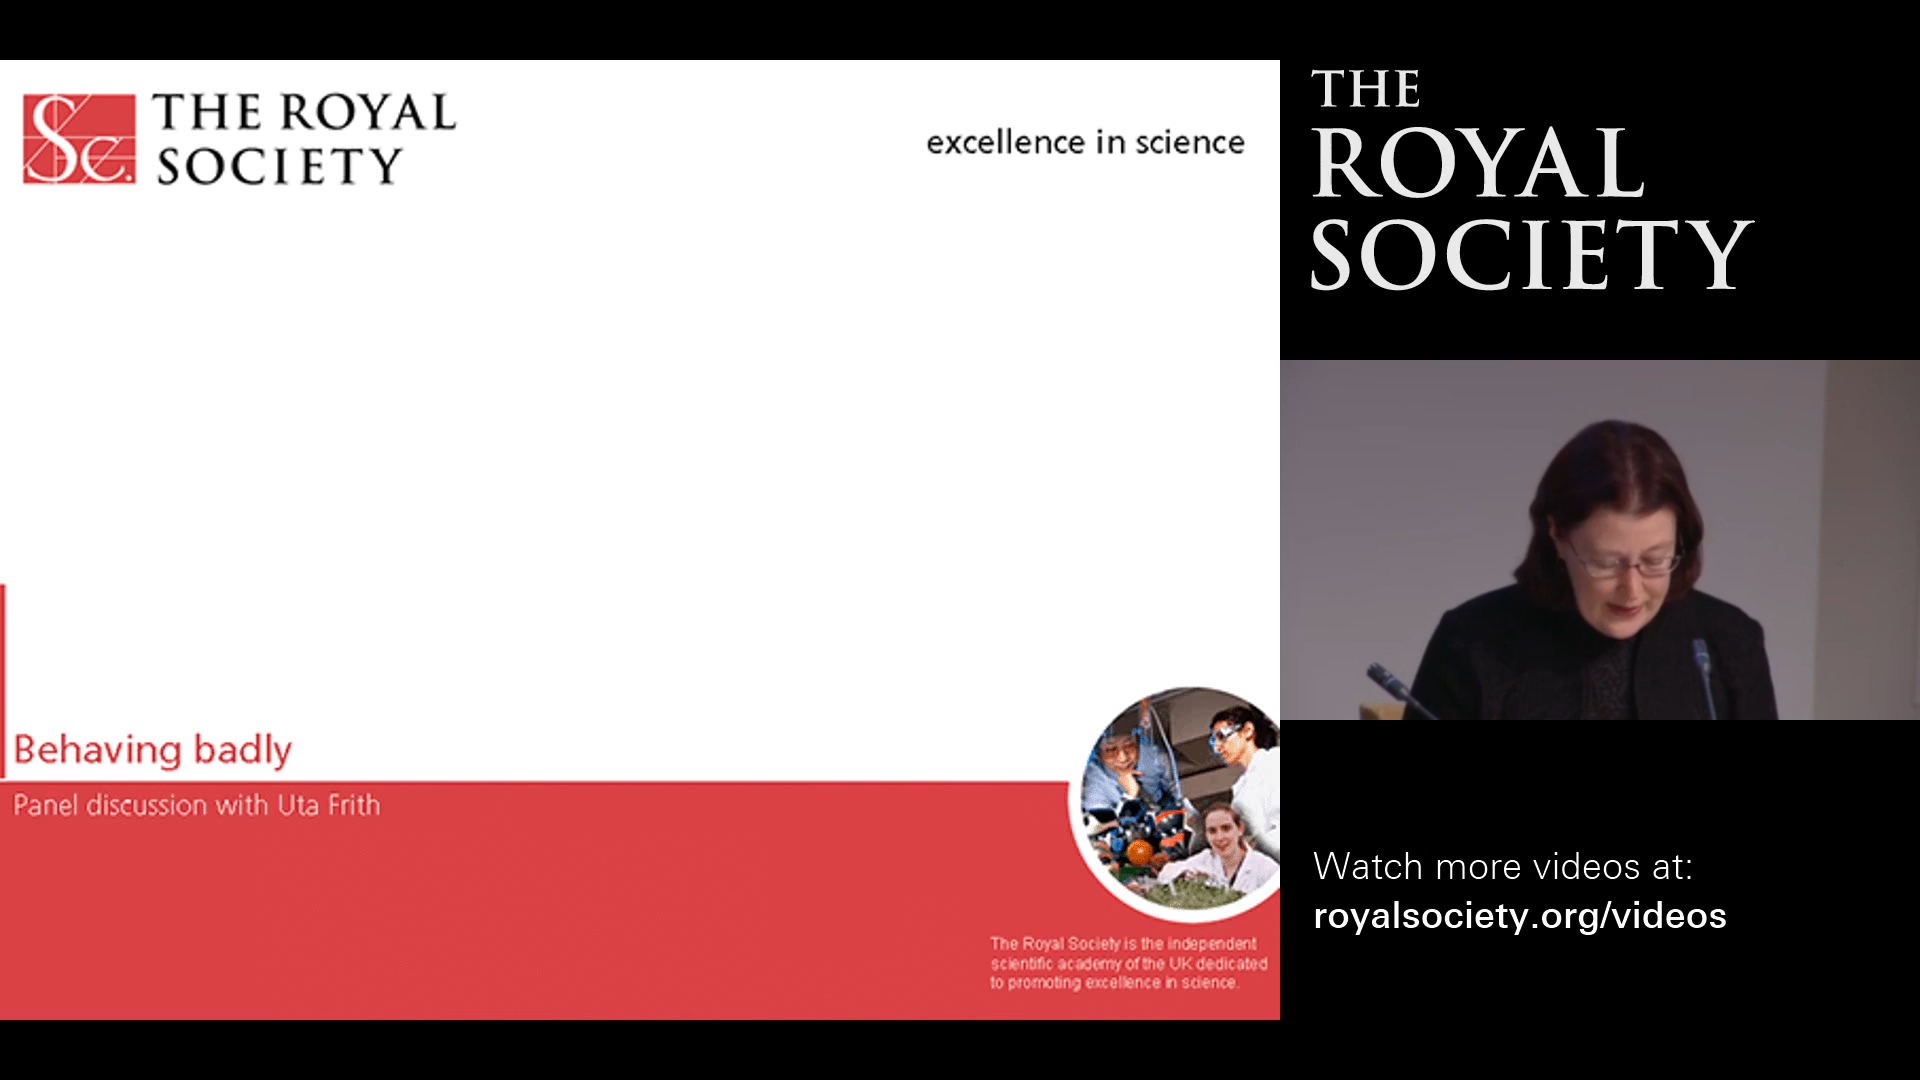 Sc.
THE ROYAL
SOCIETY
excellence in science
Behaving badly
Panel discussion with Uta Frith
The Royal Society is the independent
scientific academy of the UK dedicated
to promoting excellence in science.
THE
ROYAL
SOCIETY
Watch more videos at:
royalsociety.org/videos